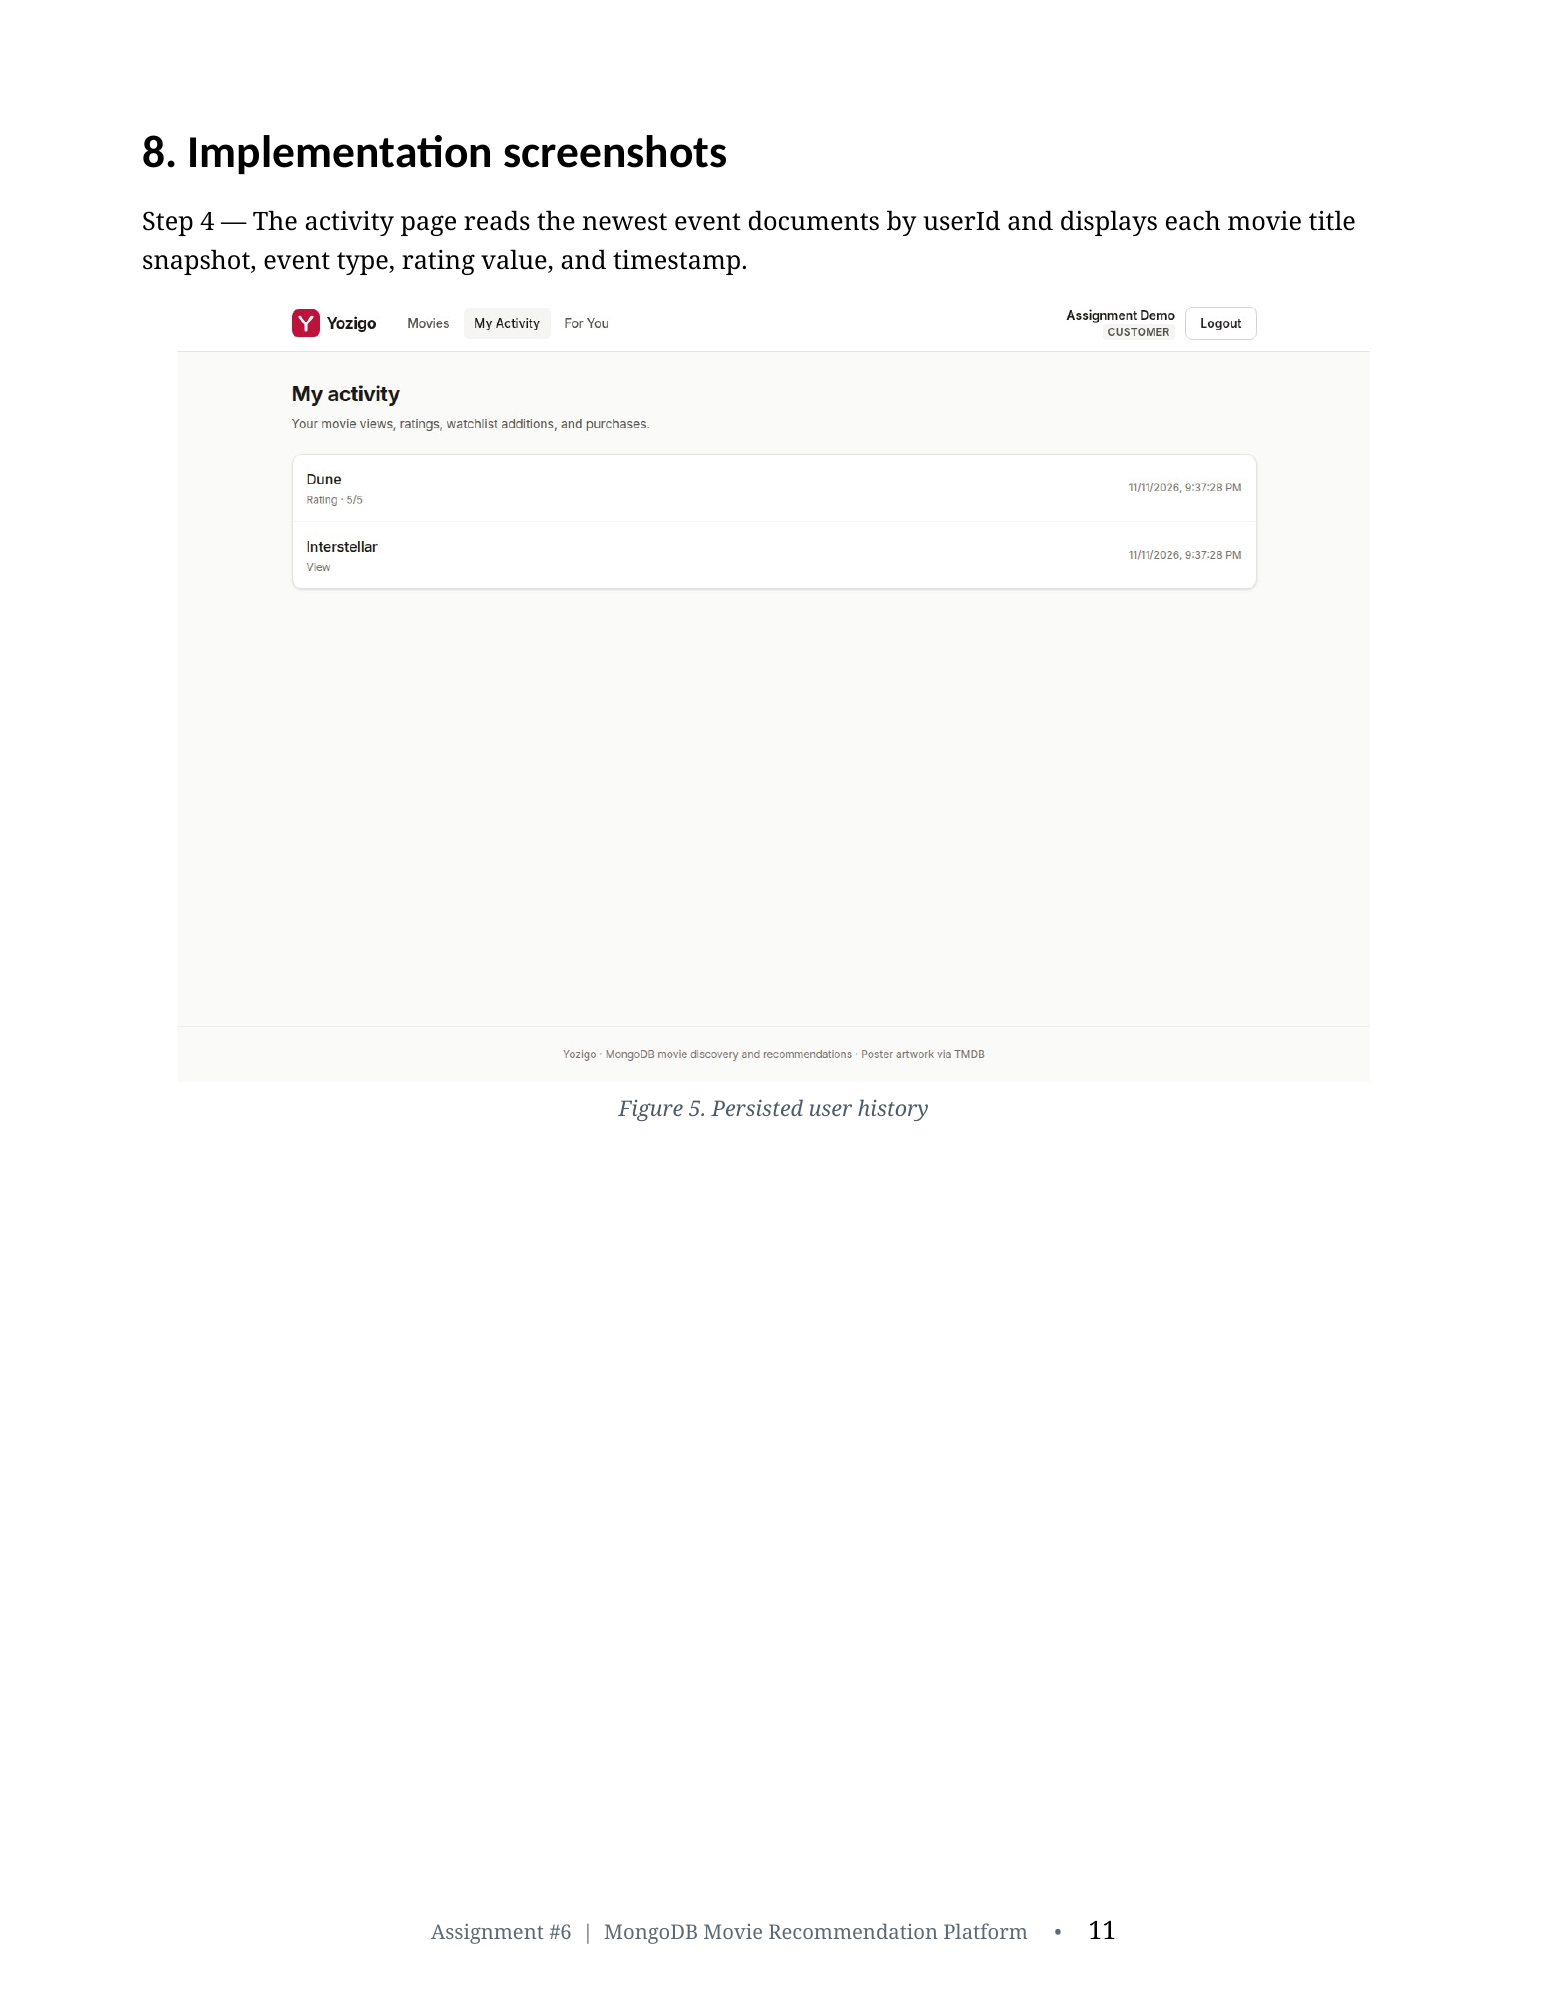 8. Implementation screenshots
Step 4 — The activity page reads the newest event documents by userId and displays each movie title
snapshot, event type, rating value, and timestamp.
Y Yozigo Movies My Activity For You Assignment Demo CUSTOMER Logout
My activity
Your movie views, ratings, watchlist additions, and purchases.
Dune
Rating · 5/5
11/11/2026, 9:37:28 PM
Interstellar
View
11/11/2026, 9:37:28 PM
Yozigo · MongoDB movie discovery and recommendations · Poster artwork via TMDB
Figure 5. Persisted user history
Assignment #6 | MongoDB Movie Recommendation Platform • 11